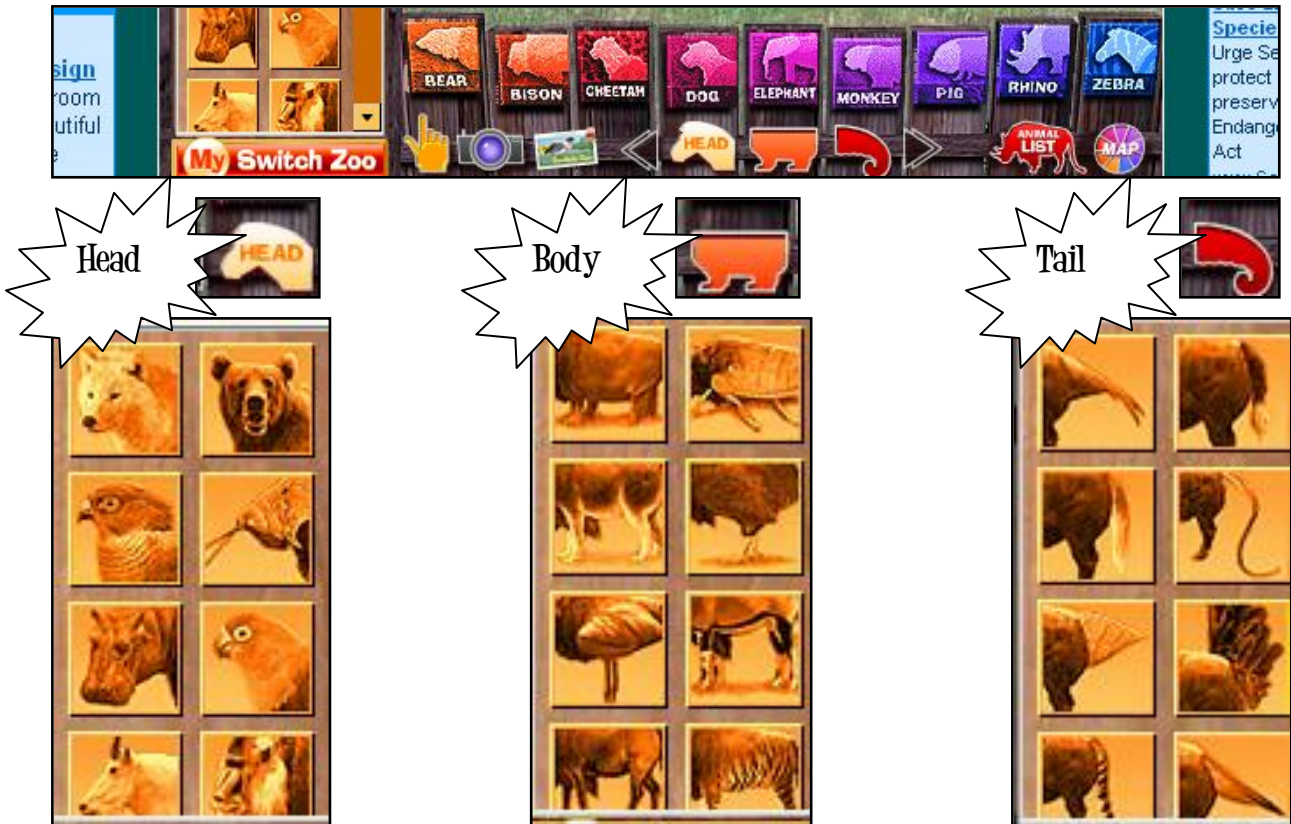 sign
room
utiful
My Switch Zoo
BEAR
BISON
CHEETAH
DOG
ELEPHANT
MONKEY
PIG
RHINO
ZEBRA
HEAD
ANIMAL
LIST
MAP
Specie
Urge Se
protect
preserv
Endang
Act
Head
HEAD
Body
Tail